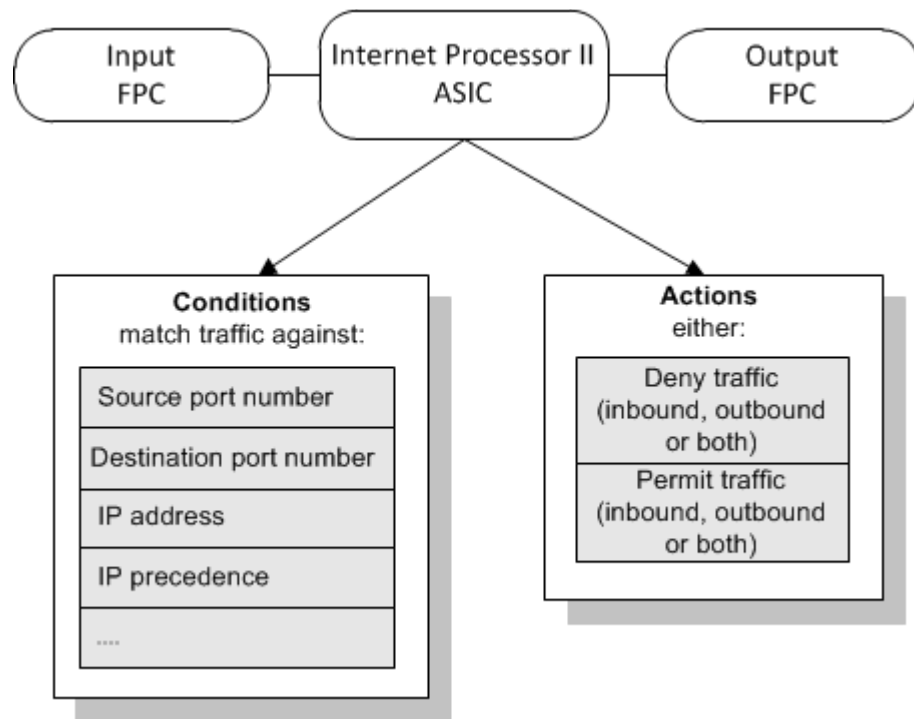 Input
FPC
Internet Processor II
ASIC
Output
FPC
Conditions
match traffic against:
Source port number
Destination port number
IP address
IP precedence
....
Actions
either:
Deny traffic
(inbound, outbound
or both)
Permit traffic
(inbound, outbound
or both)